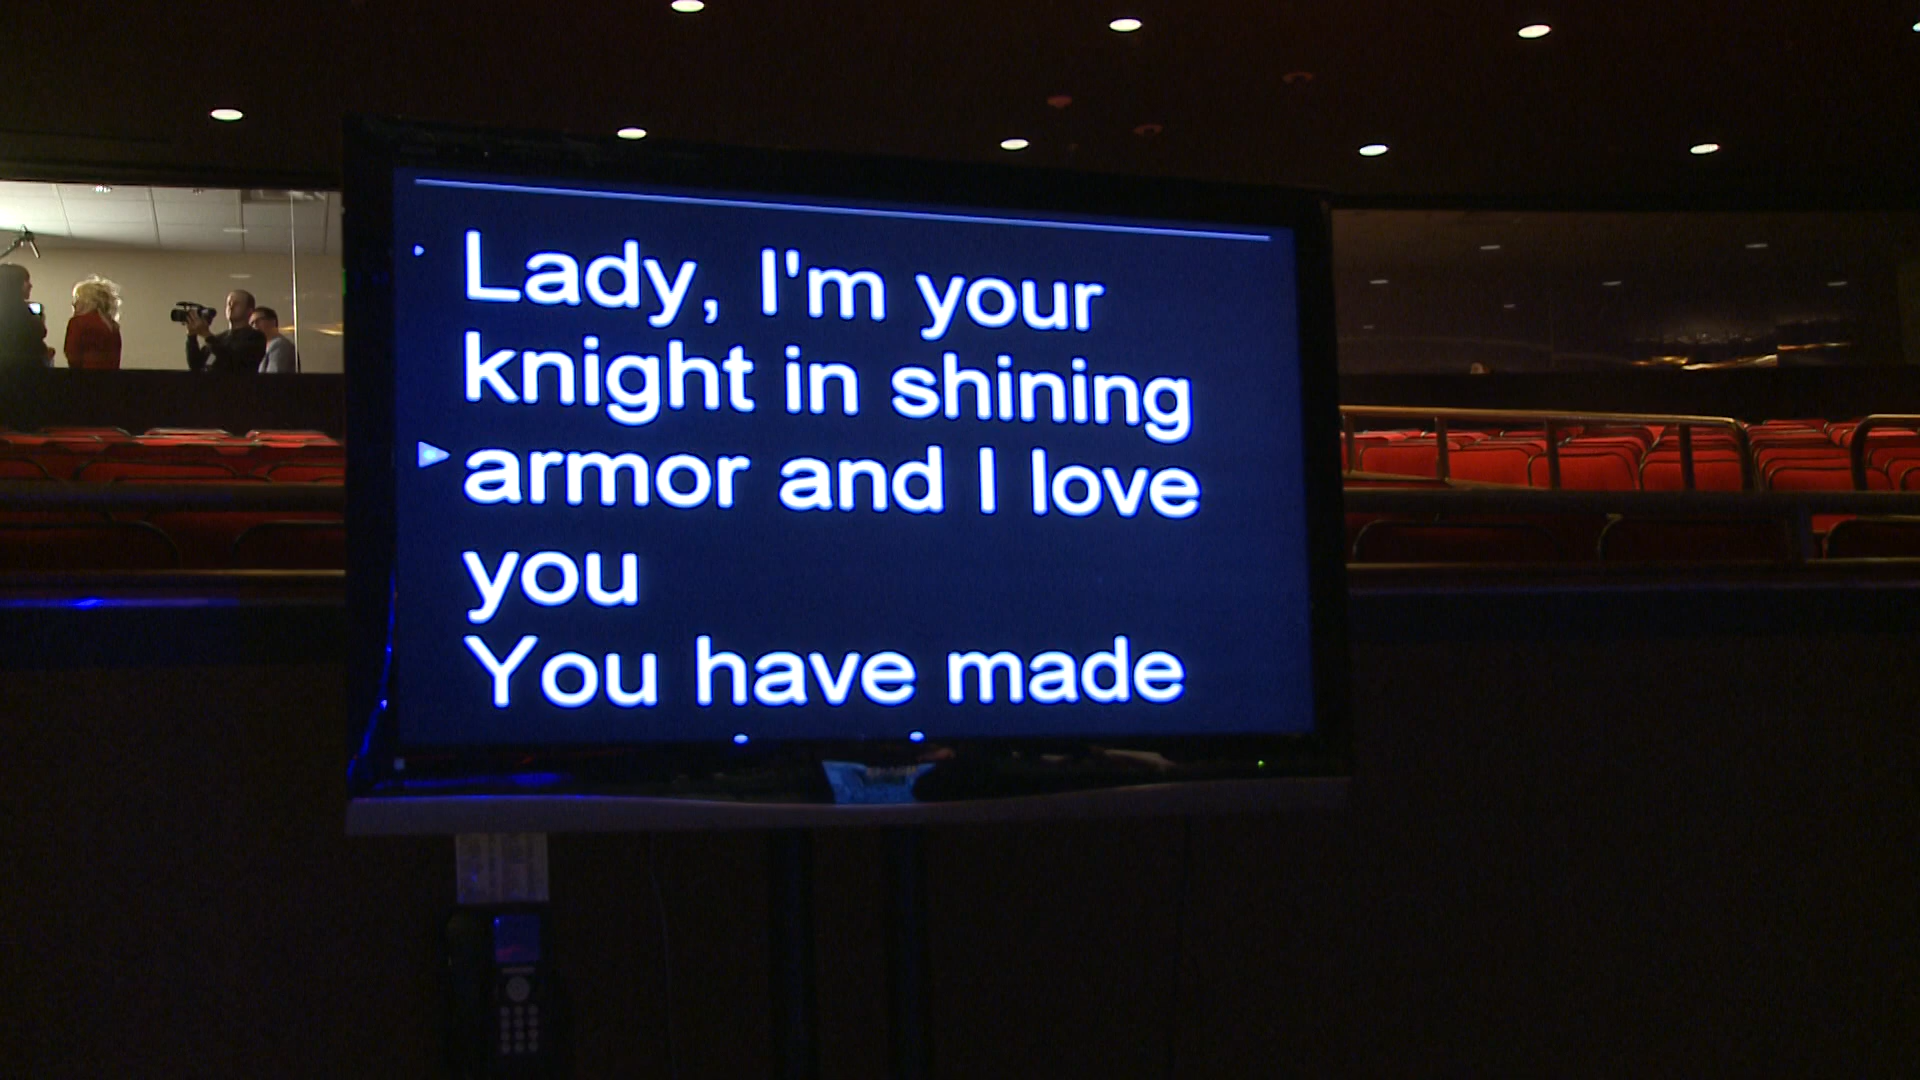 Lady, I'm your
knight in shining
armor and I love
you
You have made